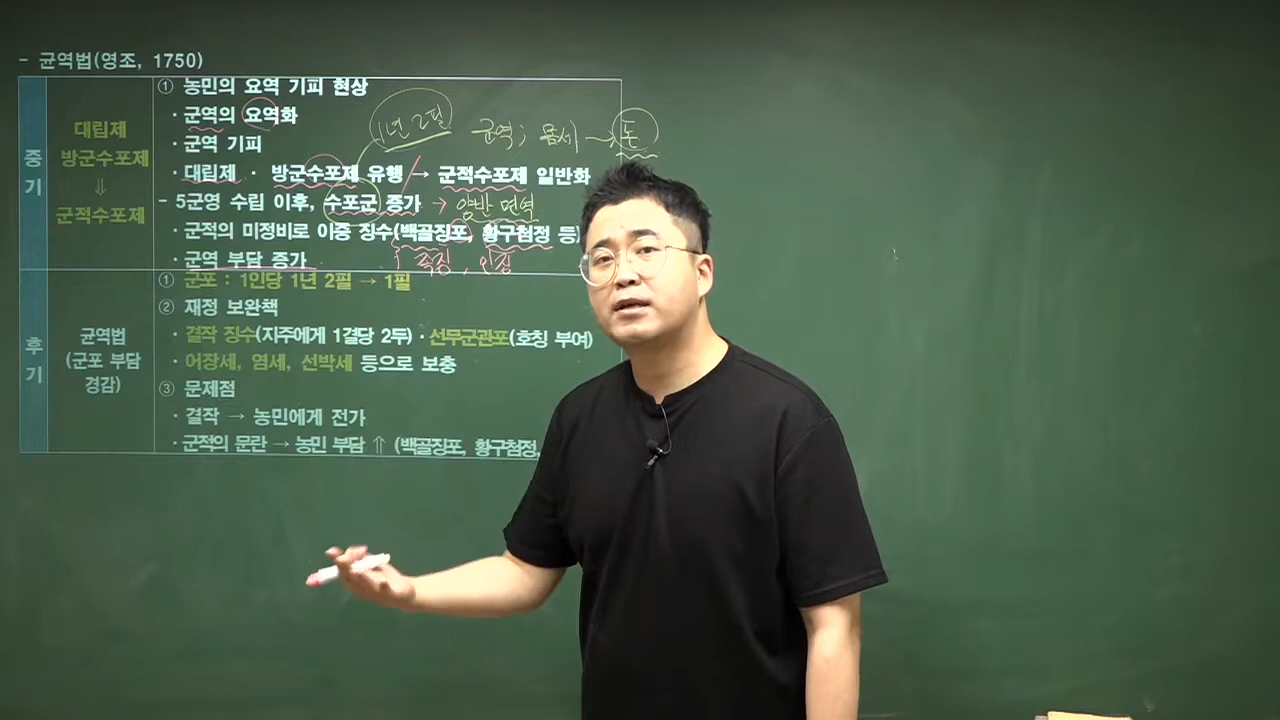 - 균역법(영조, 1750)
중기
대립제
방군수포제
⇓
군적수포제
① 농민의 요역 기피 현상
· 군역의 요역화
· 군역 기피
· 대립제 · 방군수포제 유행 → 군적수포제 일반화
- 5군영 수립 이후, 수포군 증가 → 양반 면역
· 군적의 미정비로 이중 징수(백골징포, 황구첨정 등)
· 군역 부담 증가
족징, 인징
1년 2필
군역; 몸세 → 돈
후기
균역법
(군포 부담
경감)
① 군포 : 1인당 1년 2필 → 1필
② 재정 보완책
· 결작 징수(지주에게 1결당 2두) · 선무군관포(호칭 부여)
· 어장세, 염세, 선박세 등으로 보충
③ 문제점
· 결작 → 농민에게 전가
· 군적의 문란 → 농민 부담 ⇑ (백골징포, 황구첨정,